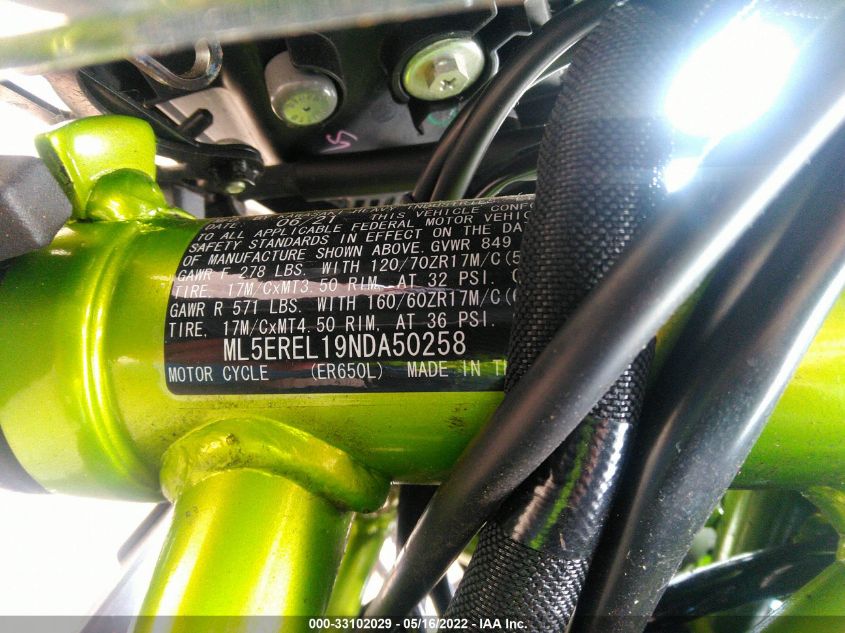 DATE: 06/21 THIS VEHICLE CONF
TO ALL APPLICABLE FEDERAL MOTOR VEHIC
SAFETY STANDARDS IN EFFECT ON THE DA
OF MANUFACTURE SHOWN ABOVE. GVWR 849
GAWR F 278 LBS. WITH 120/70ZR17M/C(5
TIRE, 17M/CxMT3.50 RIM, AT 32 PSI.
GAWR R 571 LBS. WITH 160/60ZR17M/C(
TIRE, 17M/CxMT4.50 RIM, AT 36 PSI.
ML5EREL19NDA50258
MOTOR CYCLE (ER650L) MADE IN T
000-33102029 - 05/16/2022 - IAA Inc.